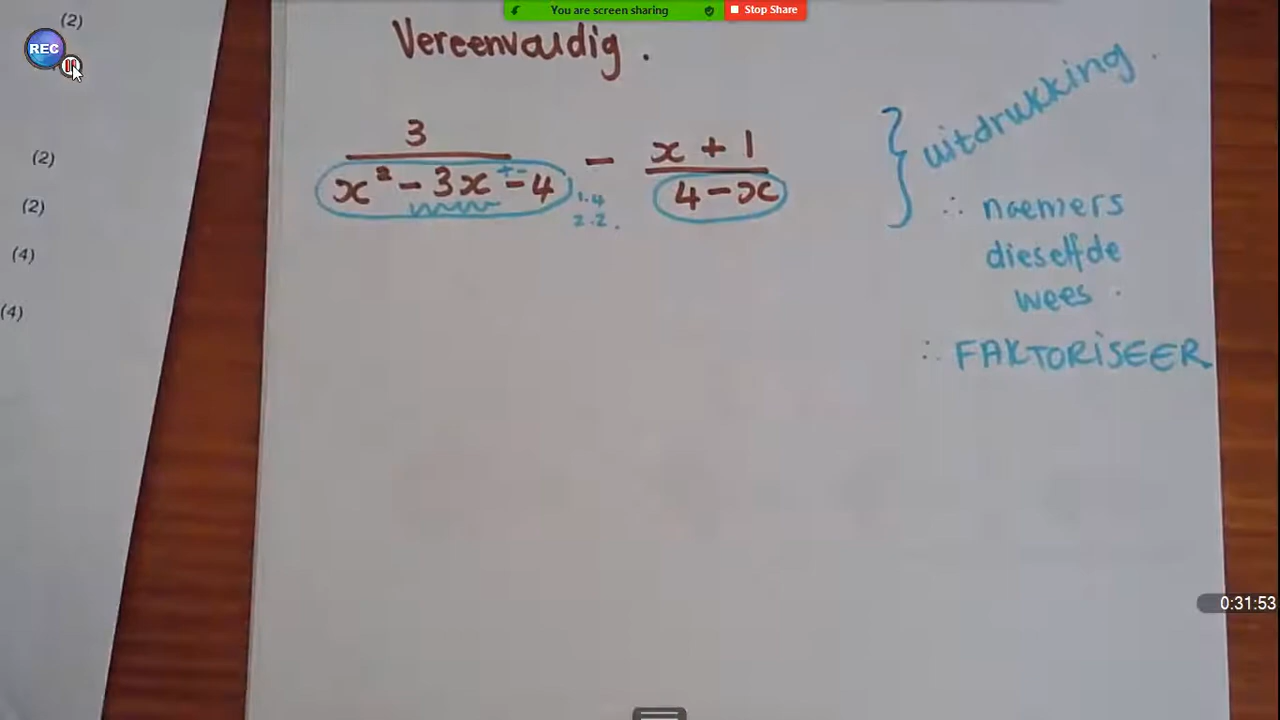 You are screen sharing Stop Share
(2)
REC
(2)
(2)
(4)
(4)
Vereenvoudig.
3
x² - 3x - 4
+ -
1.4
2.2.
-
x + 1
4 - x
} uitdrukking
∴ noemers
dieselfde
wees
∴ FAKTORISEER
0:31:53